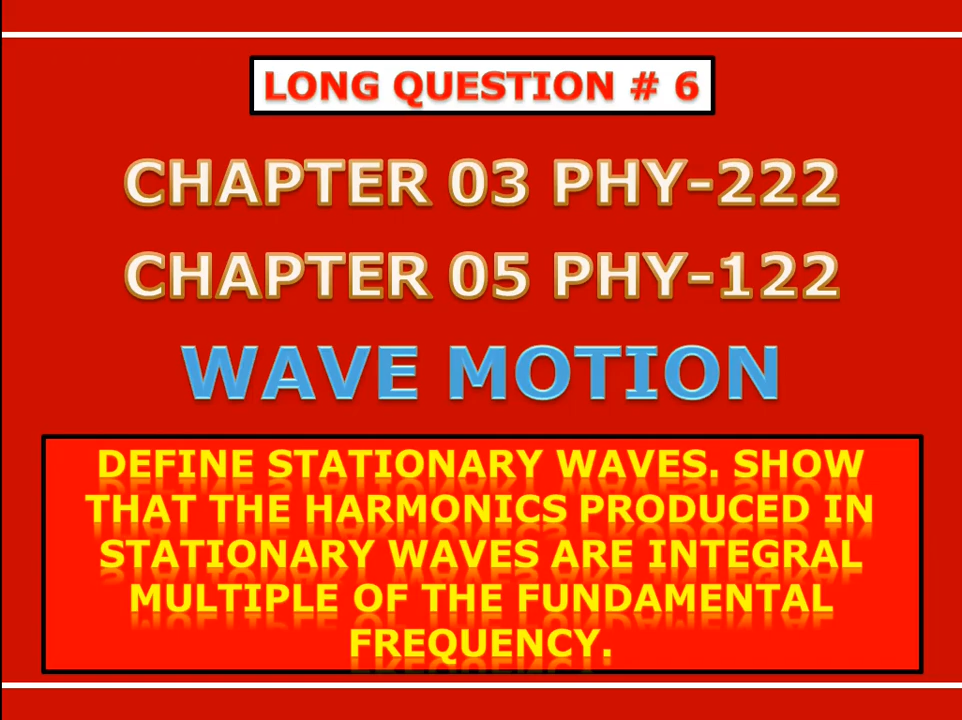 LONG QUESTION # 6
CHAPTER 03 PHY-222
CHAPTER 05 PHY-122
WAVE MOTION
DEFINE STATIONARY WAVES. SHOW
THAT THE HARMONICS PRODUCED IN
STATIONARY WAVES ARE INTEGRAL
MULTIPLE OF THE FUNDAMENTAL
FREQUENCY.